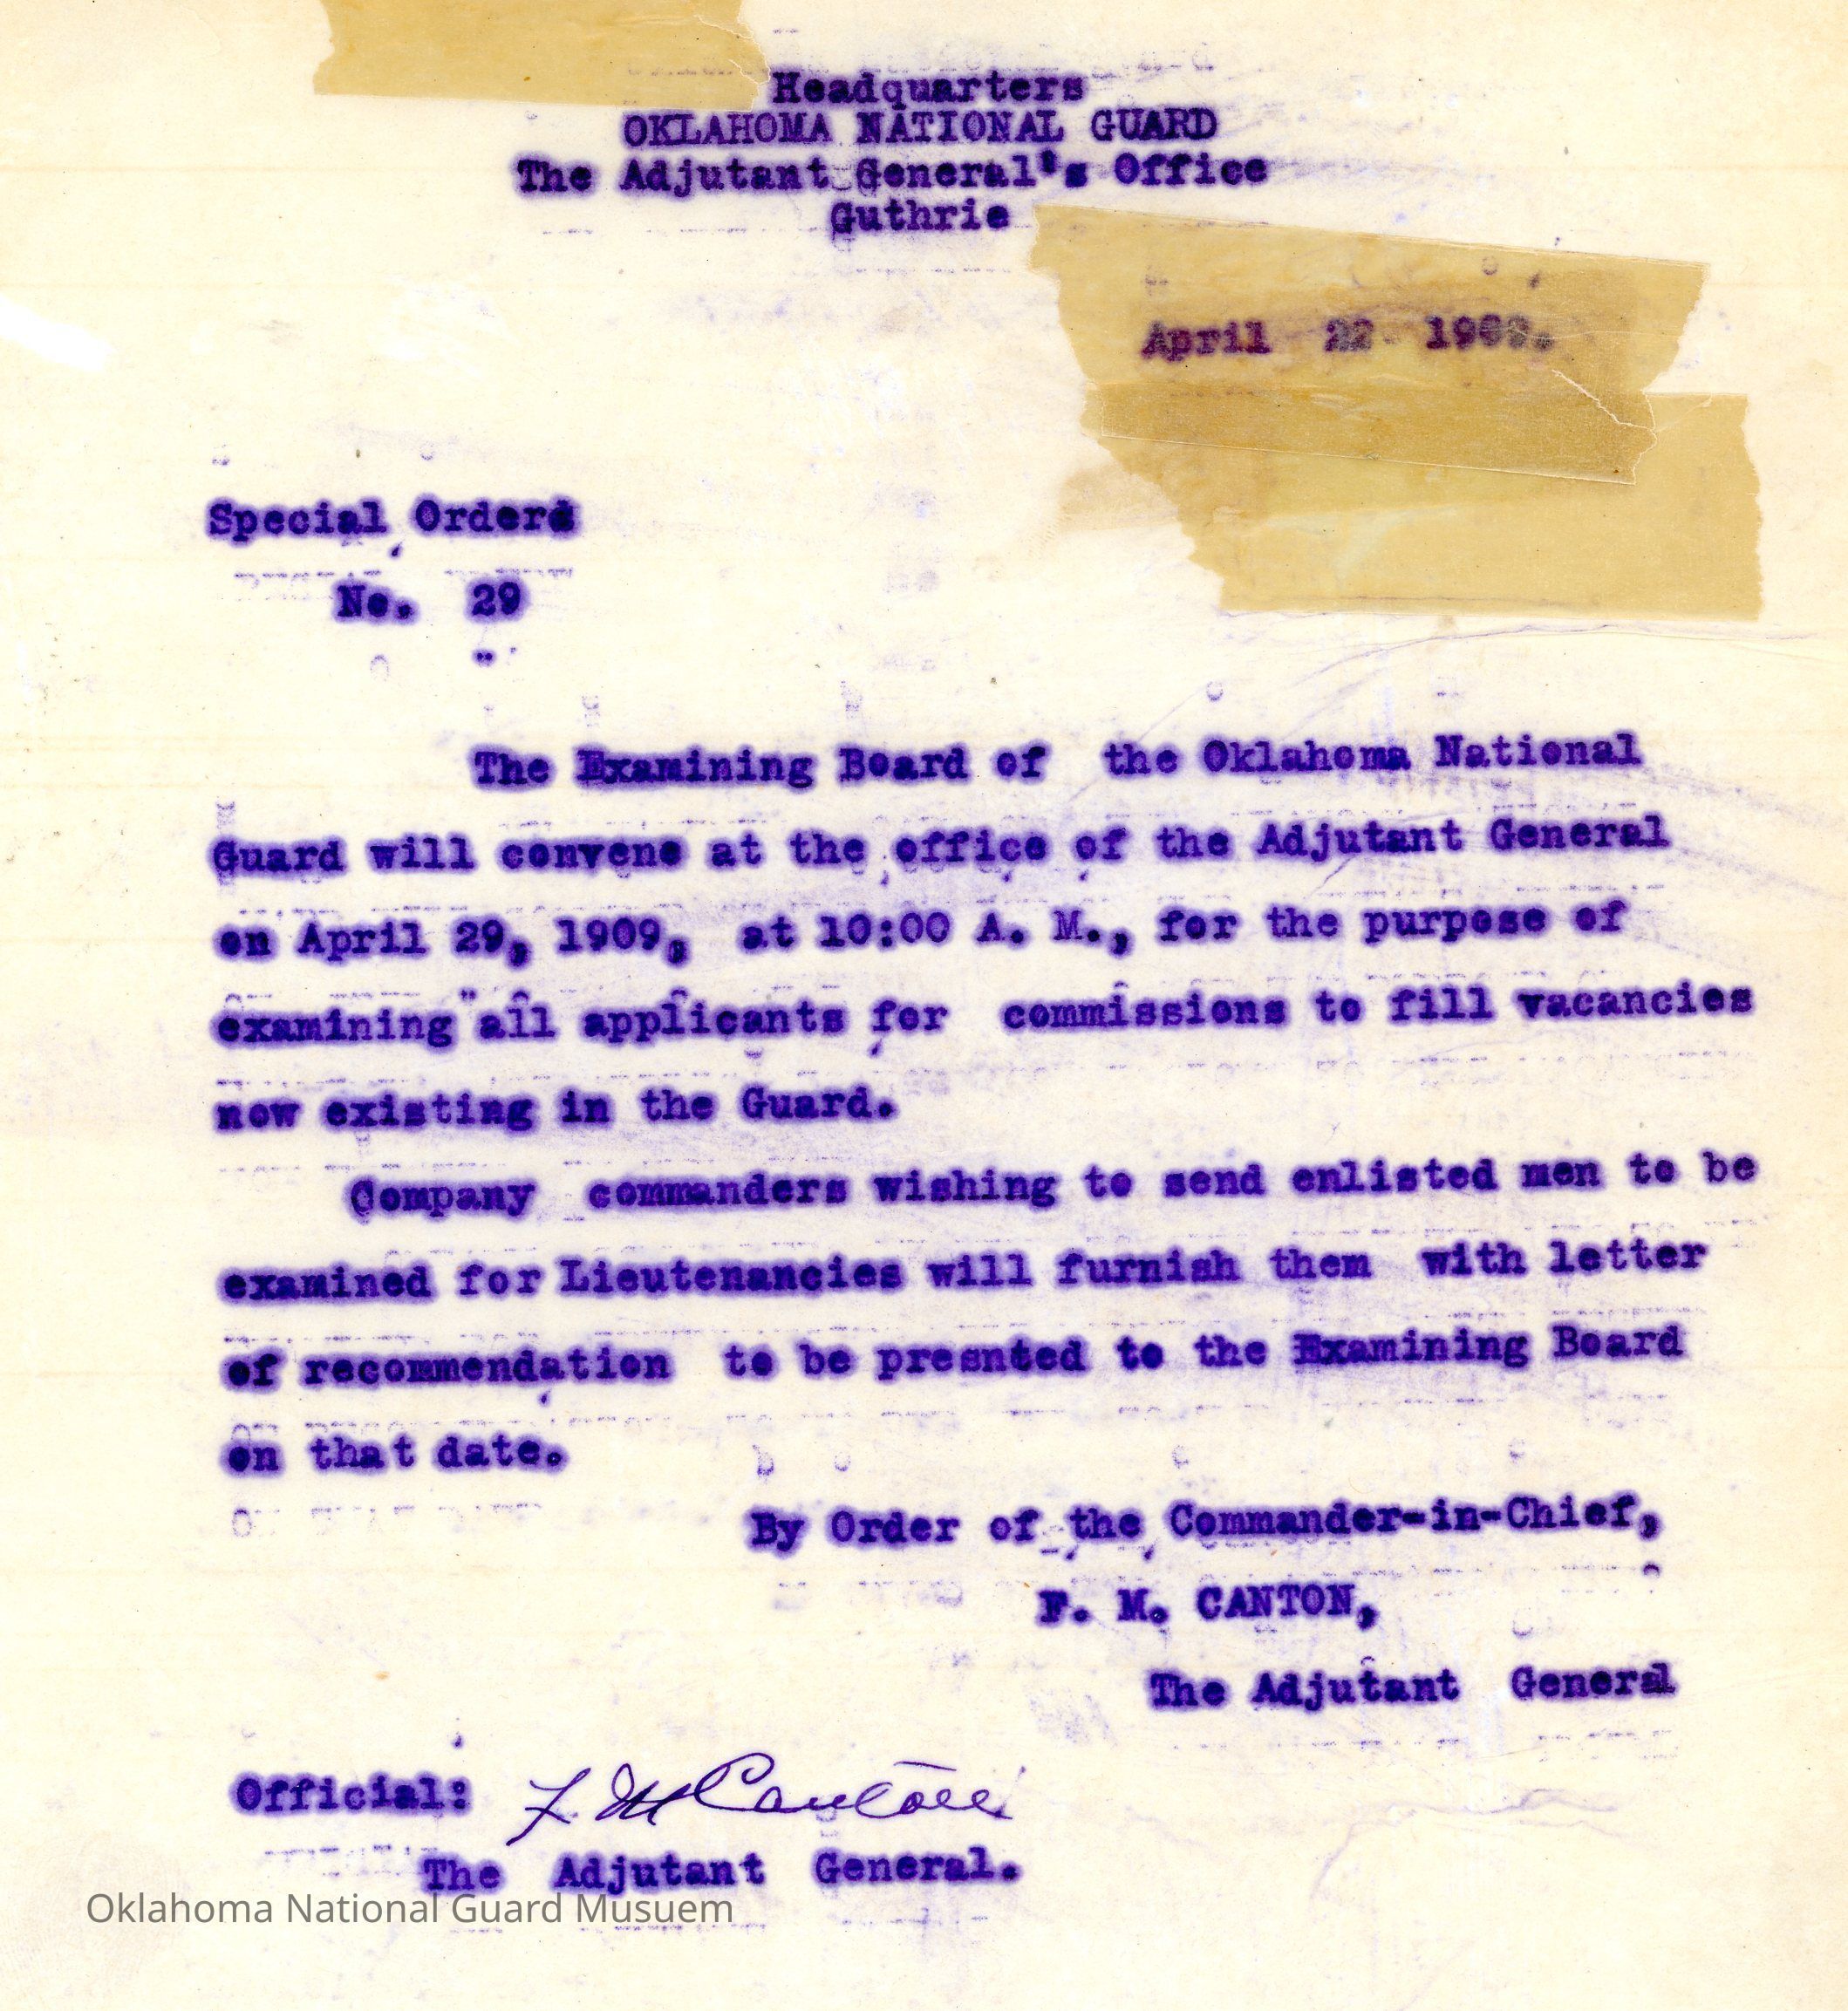 Headquarters
OKLAHOMA NATIONAL GUARD
The Adjutant General's Office
Guthrie
April 22 1909.
Special Orders
No. 29
The Examining Board of the Oklahoma National
Guard will convene at the office of the Adjutant General
on April 29, 1909, at 10:00 A. M., for the purpose of
examining all applicants for commissions to fill vacancies
now existing in the Guard.
Company commanders wishing to send enlisted men to be
examined for Lieutenancies will furnish them with letter
of recommendation to be presnted to the Examining Board
on that date.
By Order of the Commander-in-Chief,
F. M. CANTON,
The Adjutant General
Official: F. M Canton
The Adjutant General.
Oklahoma National Guard Musuem